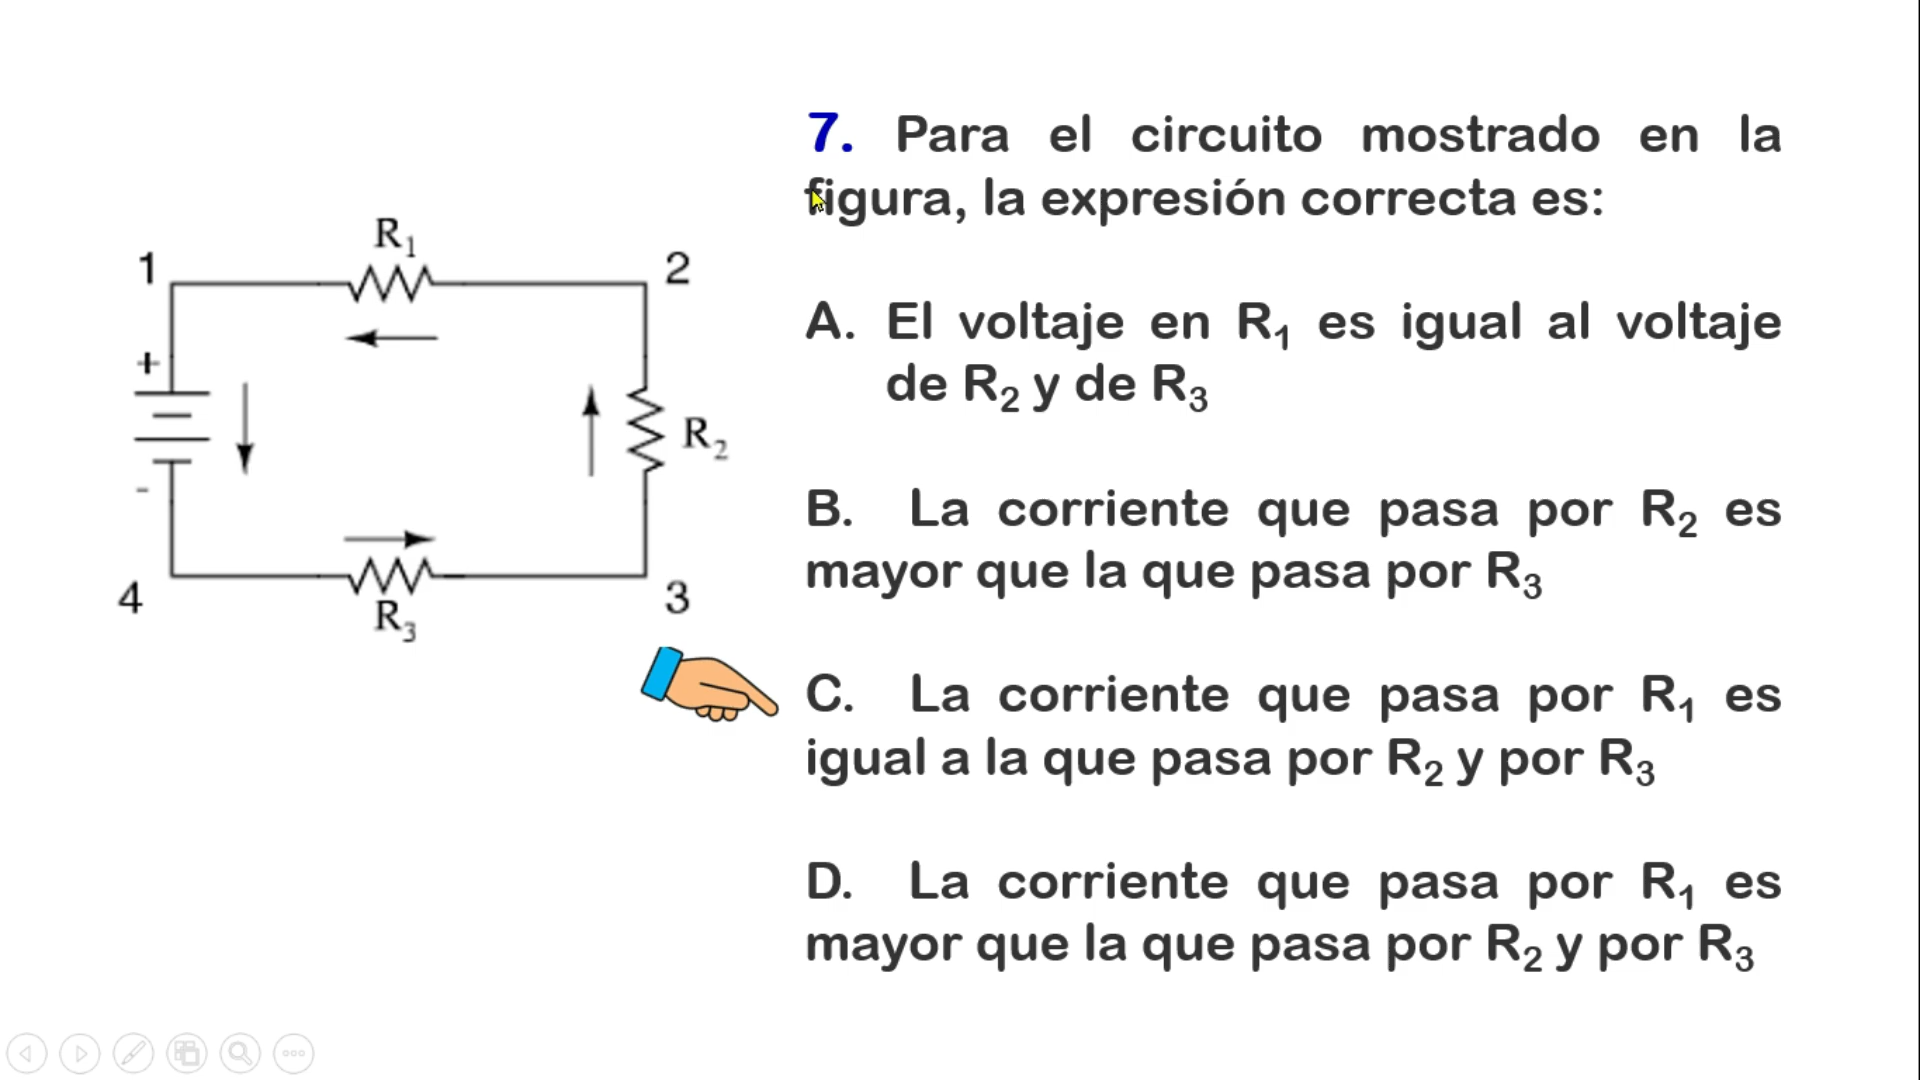 7. Para el circuito mostrado en la
figura, la expresión correcta es:
R₁
1
2
A. El voltaje en R₁ es igual al voltaje
de R₂ y de R₃
+
R₂
-
B. La corriente que pasa por R₂ es
mayor que la que pasa por R₃
4
3
R₃
C. La corriente que pasa por R₁ es
igual a la que pasa por R₂ y por R₃
D. La corriente que pasa por R₁ es
mayor que la que pasa por R₂ y por R₃